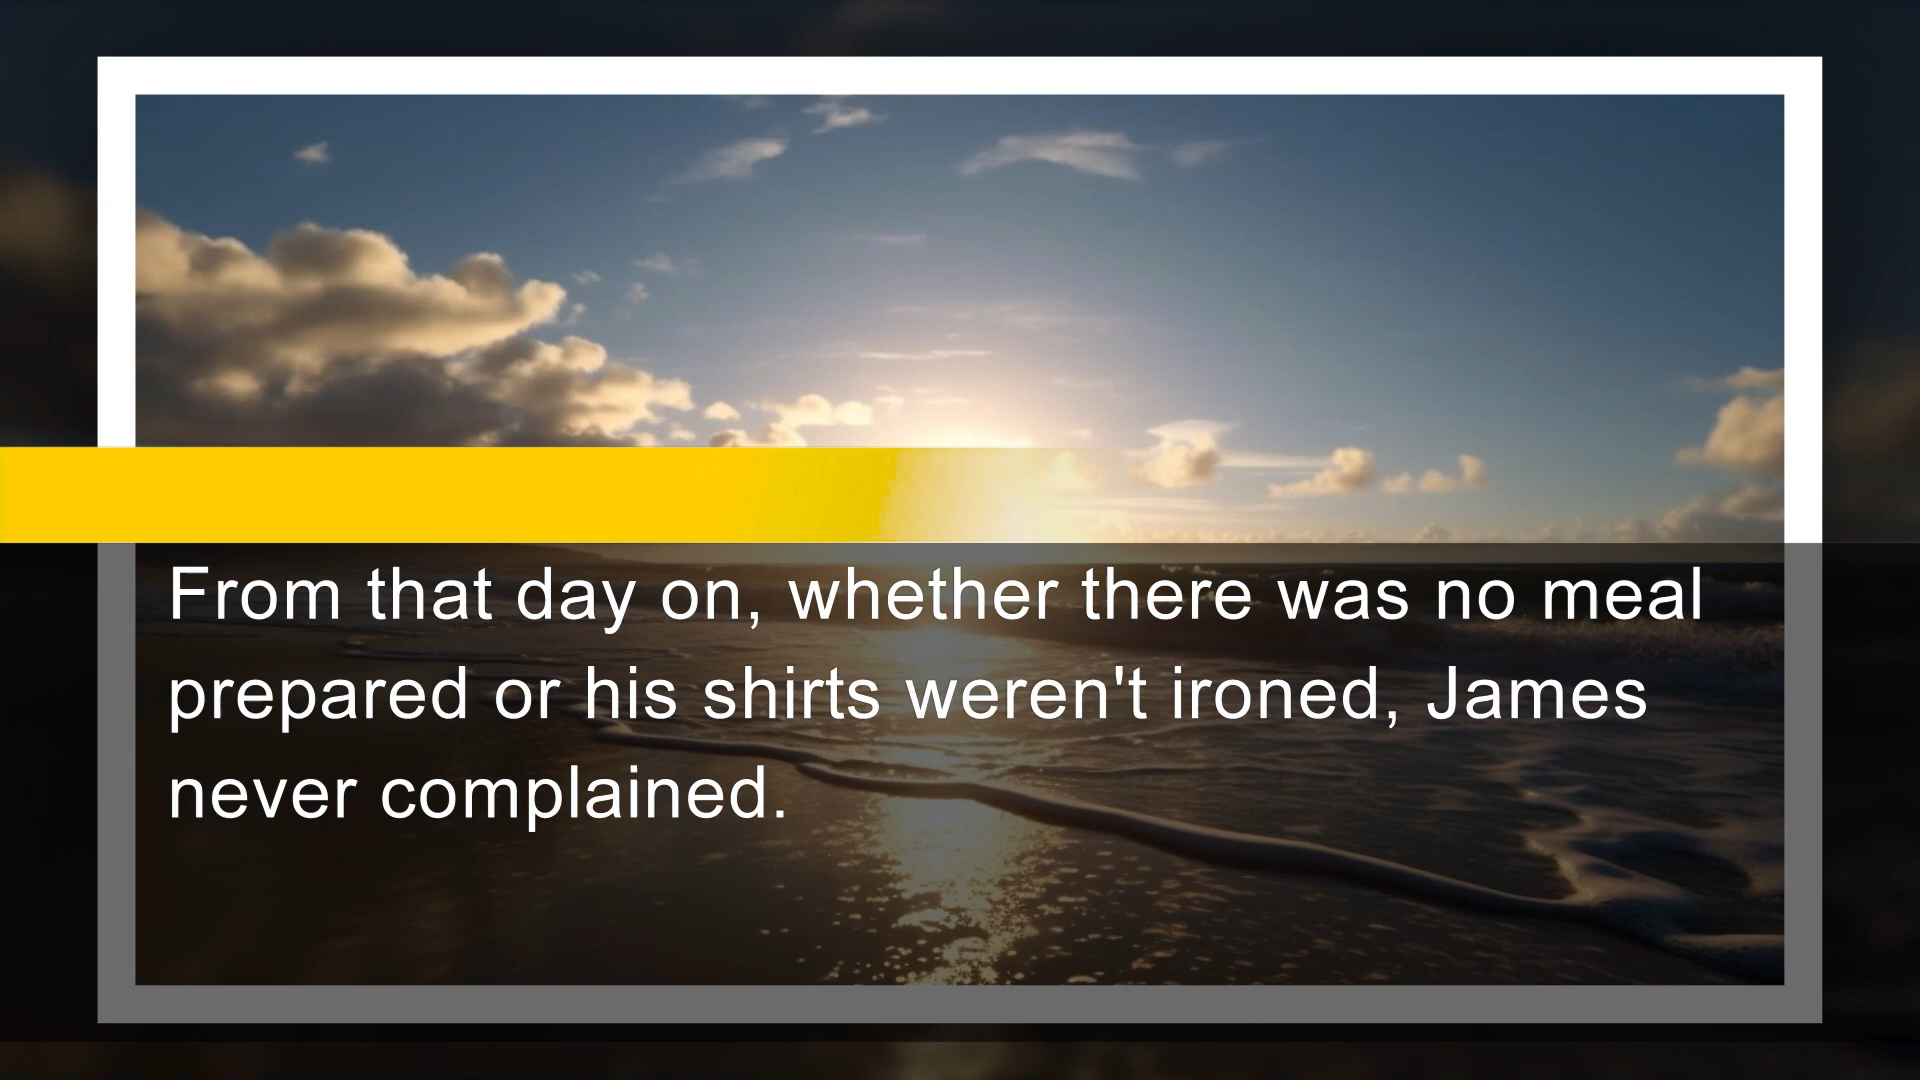 From that day on, whether there was no meal
prepared or his shirts weren't ironed, James
never complained.